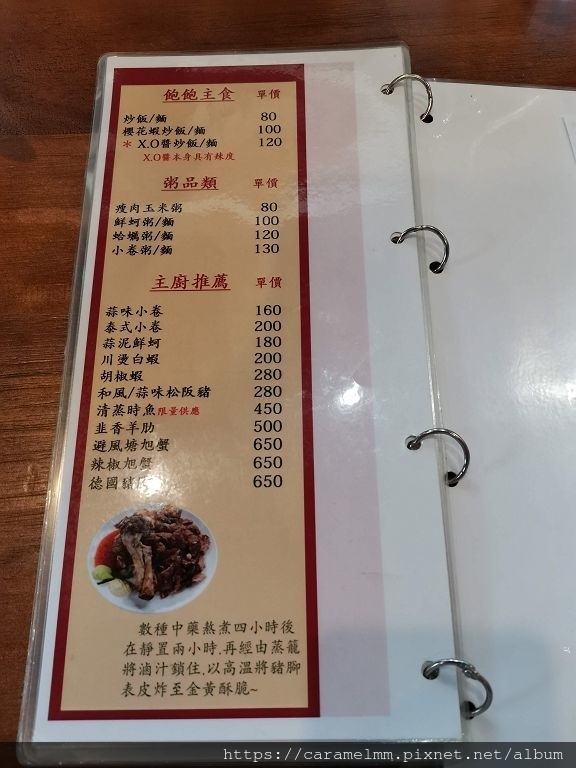 飽飽主食 單價
炒飯/麵 80
櫻花蝦炒飯/麵 100
* X.O醬炒飯/麵 120
X.O醬本身具有辣度
粥品類 單價
瘦肉玉米粥 80
鮮蚵粥/麵 100
蛤蠣粥/麵 120
小卷粥/麵 130
主廚推薦 單價
蒜味小卷 160
泰式小卷 200
蒜泥鮮蚵 180
川燙白蝦 200
胡椒蝦 280
和風/蒜味松阪豬 280
清蒸時魚限量供應 450
韭香羊肋 500
避風塘旭蟹 650
辣椒旭蟹 650
德國豬 650
數種中藥熬煮四小時後
在靜置兩小時.再經由蒸籠
將滷汁鎖住.以高溫將豬腳
表皮炸至金黃酥脆~
https://caramelmm.pixnet.net/album